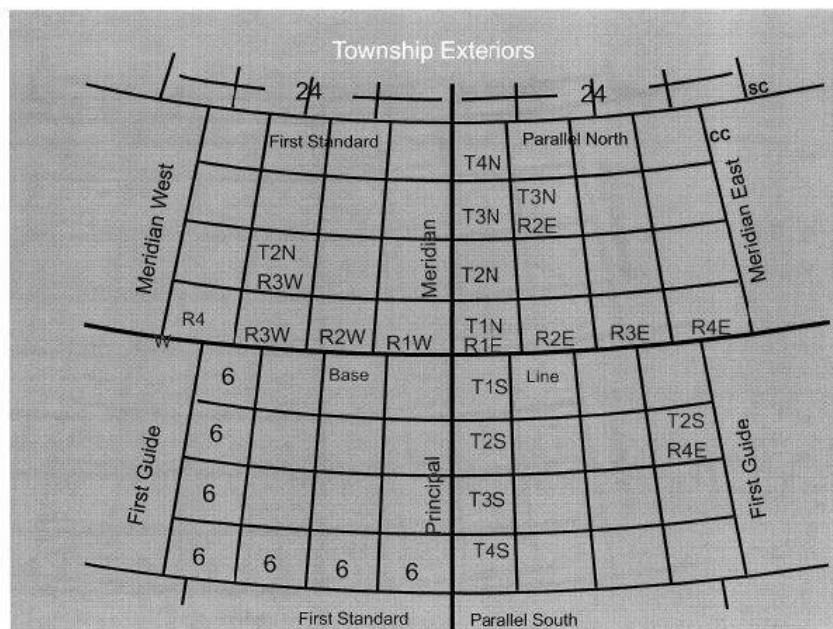 Township Exteriors
24
24
SC
First Standard
Parallel North
CC
T4N
T3N
R2E
T3N
Meridian West
Meridian
Meridian East
T2N
R3W
T2N
R4
W
R3W
R2W
R1W
T1N
R1E
R2E
R3E
R4E
6
Base
T1S
Line
6
T2S
T2S
R4E
First Guide
Principal
First Guide
6
T3S
6
6
6
6
T4S
First Standard
Parallel South